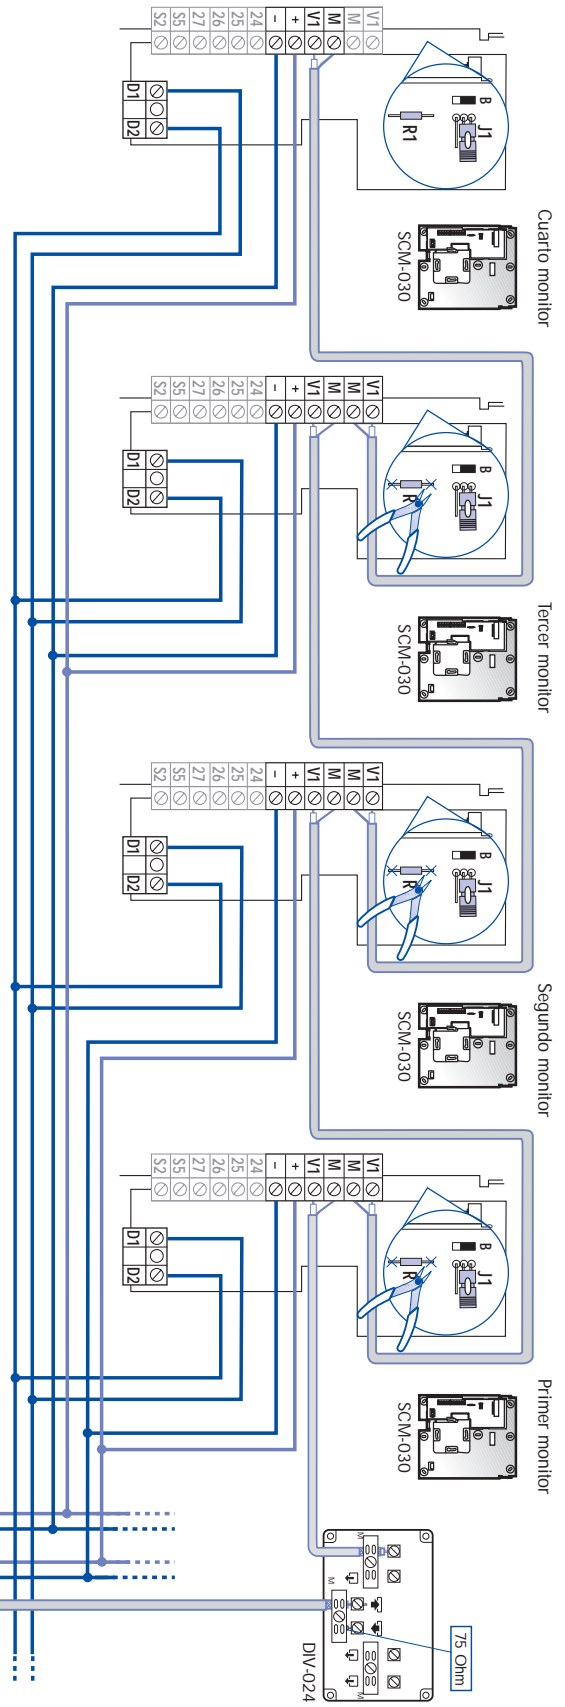 Cuarto monitor
SCM-030
S2 S5 27 26 25 24 - + V1 M M V1
D1 D2
B
J1
R1
Tercer monitor
SCM-030
S2 S5 27 26 25 24 - + V1 M M V1
D1 D2
B
J1
R
Segundo monitor
SCM-030
S2 S5 27 26 25 24 - + V1 M M V1
D1 D2
B
J1
R
Primer monitor
SCM-030
S2 S5 27 26 25 24 - + V1 M M V1
D1 D2
B
J1
R
M
M
M
75 Ohm
DIV-024